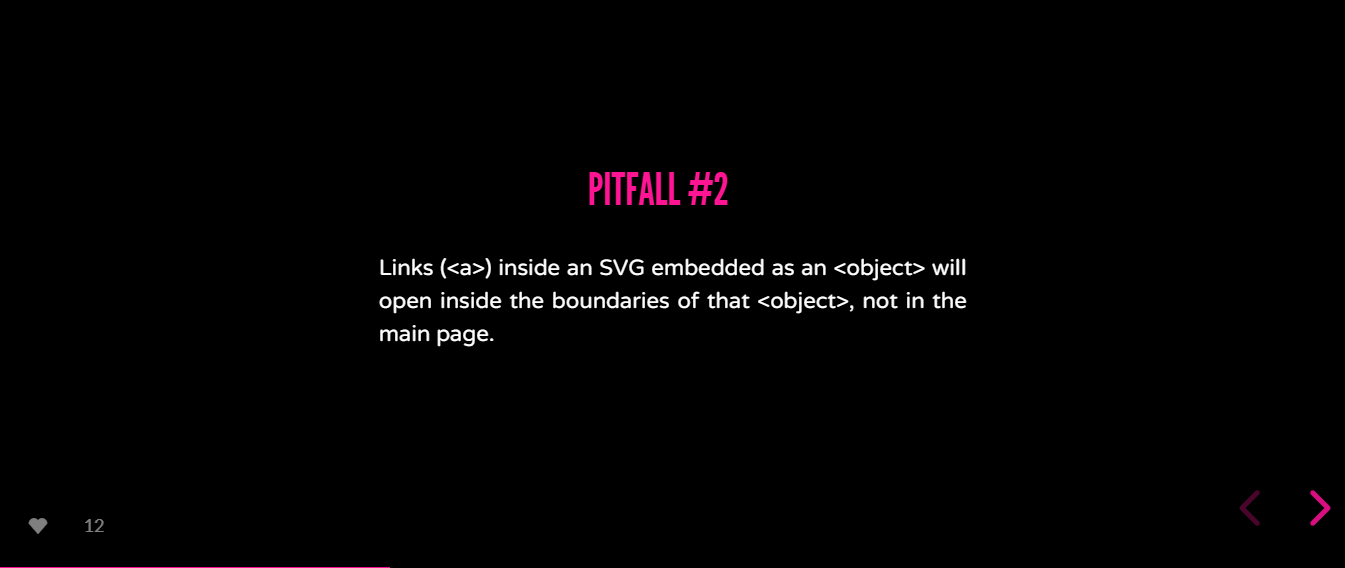 PITFALL #2
Links (<a>) inside an SVG embedded as an <object> will
open inside the boundaries of that <object>, not in the
main page.
12